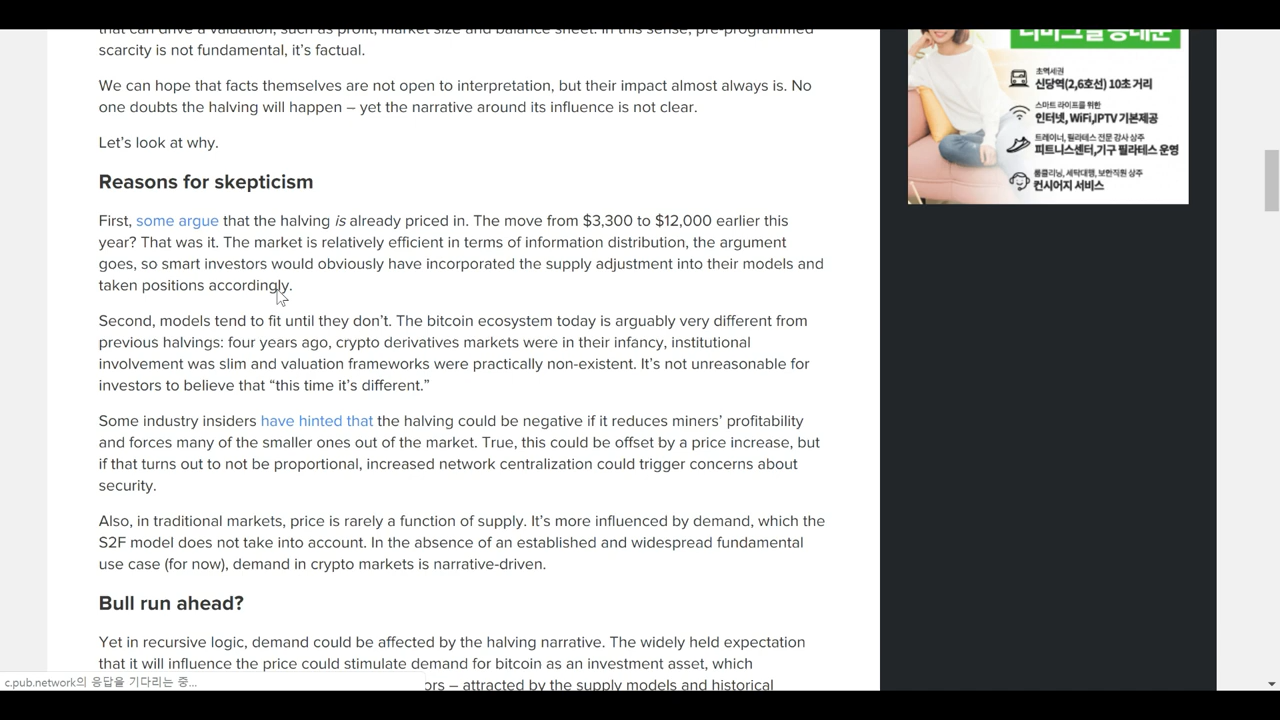 that can drive a valuation, such as profit, market size and balance sheet. In this sense, pre-programmed
scarcity is not fundamental, it’s factual.
We can hope that facts themselves are not open to interpretation, but their impact almost always is. No
one doubts the halving will happen – yet the narrative around its influence is not clear.
Let’s look at why.
Reasons for skepticism
First, some argue that the halving is already priced in. The move from $3,300 to $12,000 earlier this
year? That was it. The market is relatively efficient in terms of information distribution, the argument
goes, so smart investors would obviously have incorporated the supply adjustment into their models and
taken positions accordingly.
Second, models tend to fit until they don’t. The bitcoin ecosystem today is arguably very different from
previous halvings: four years ago, crypto derivatives markets were in their infancy, institutional
involvement was slim and valuation frameworks were practically non-existent. It’s not unreasonable for
investors to believe that “this time it’s different.”
Some industry insiders have hinted that the halving could be negative if it reduces miners’ profitability
and forces many of the smaller ones out of the market. True, this could be offset by a price increase, but
if that turns out to not be proportional, increased network centralization could trigger concerns about
security.
Also, in traditional markets, price is rarely a function of supply. It’s more influenced by demand, which the
S2F model does not take into account. In the absence of an established and widespread fundamental
use case (for now), demand in crypto markets is narrative-driven.
Bull run ahead?
Yet in recursive logic, demand could be affected by the halving narrative. The widely held expectation
that it will influence the price could stimulate demand for bitcoin as an investment asset, which
ors – attracted by the supply models and historical
c.pub.network의 응답을 기다리는 중...
초역세권
신당역(2,6호선) 10초 거리
스마트 라이프를 위한
인터넷, WiFi,IPTV 기본제공
트레이너, 필라테스 전문 강사 상주
피트니스센터,기구 필라테스 운영
룸클리닝, 세탁대행, 보안직원 상주
컨시어지 서비스